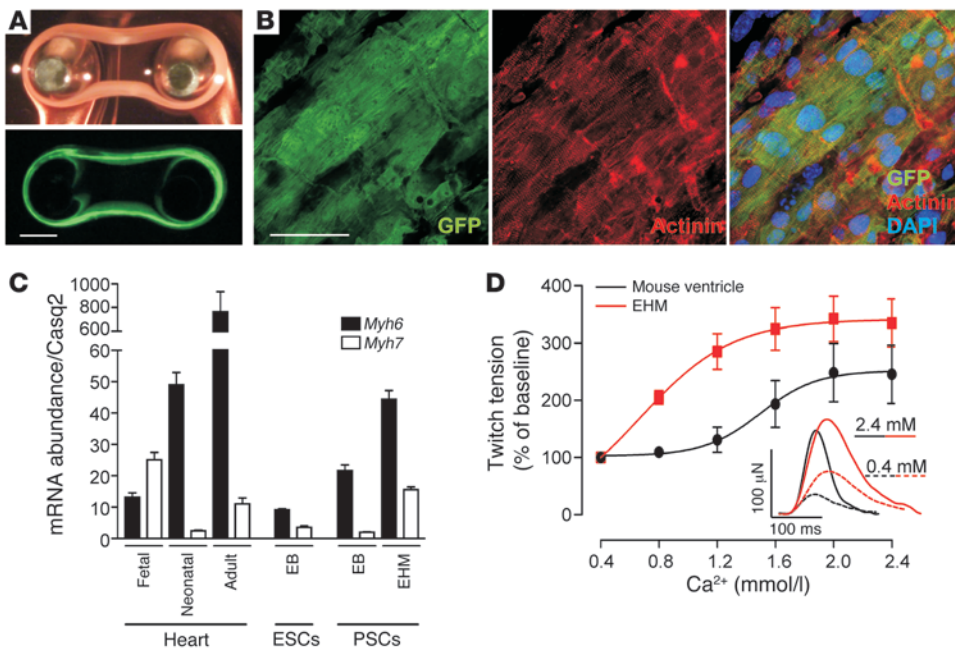 A
B
GFP
Actinin
GFP
Actinin
DAPI
C
mRNA abundance/Casq2
1000
800
600
60
50
40
30
20
10
0
Myh6
Myh7
Fetal
Neonatal
Adult
EB
EB
EHM
Heart
ESCs
PSCs
D
Twitch tension
(% of baseline)
400
300
200
100
0
Mouse ventricle
EHM
2.4 mM
0.4 mM
100 µN
100 ms
0.4
0.8
1.2
1.6
2.0
2.4
Ca²⁺ (mmol/l)